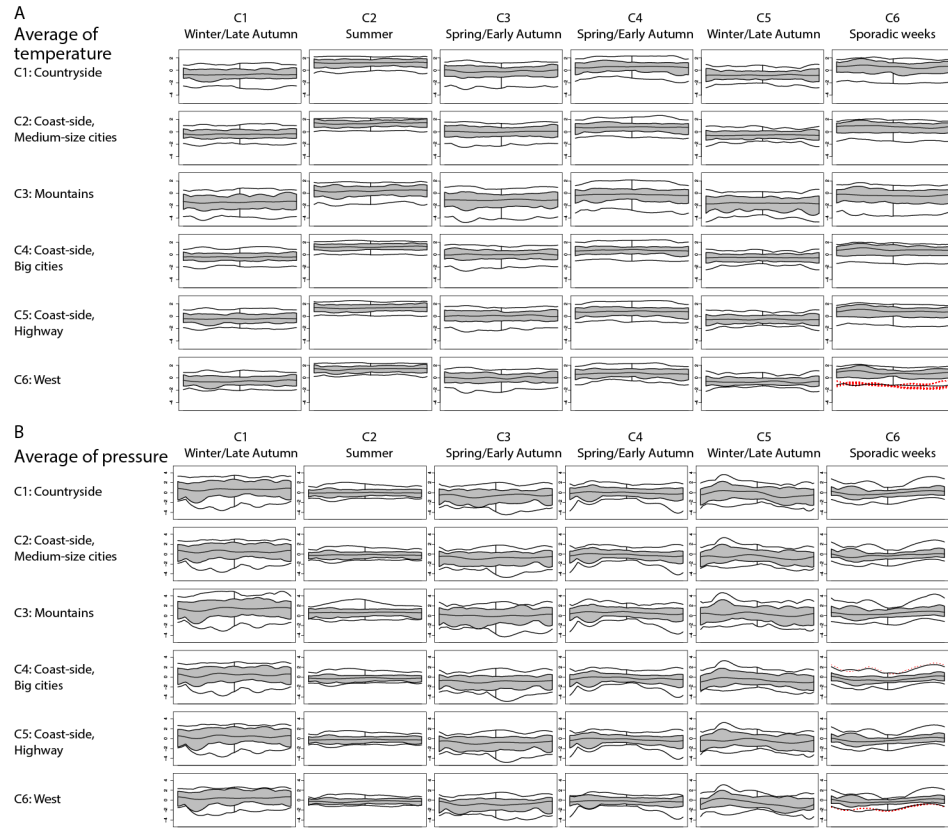 A
Average of
temperature
C1
Winter/Late Autumn
C2
Summer
C3
Spring/Early Autumn
C4
Spring/Early Autumn
C5
Winter/Late Autumn
C6
Sporadic weeks
C1: Countryside
C2: Coast-side,
Medium-size cities
C3: Mountains
C4: Coast-side,
Big cities
C5: Coast-side,
Highway
C6: West
B
Average of pressure
C1
Winter/Late Autumn
C2
Summer
C3
Spring/Early Autumn
C4
Spring/Early Autumn
C5
Winter/Late Autumn
C6
Sporadic weeks
C1: Countryside
C2: Coast-side,
Medium-size cities
C3: Mountains
C4: Coast-side,
Big cities
C5: Coast-side,
Highway
C6: West